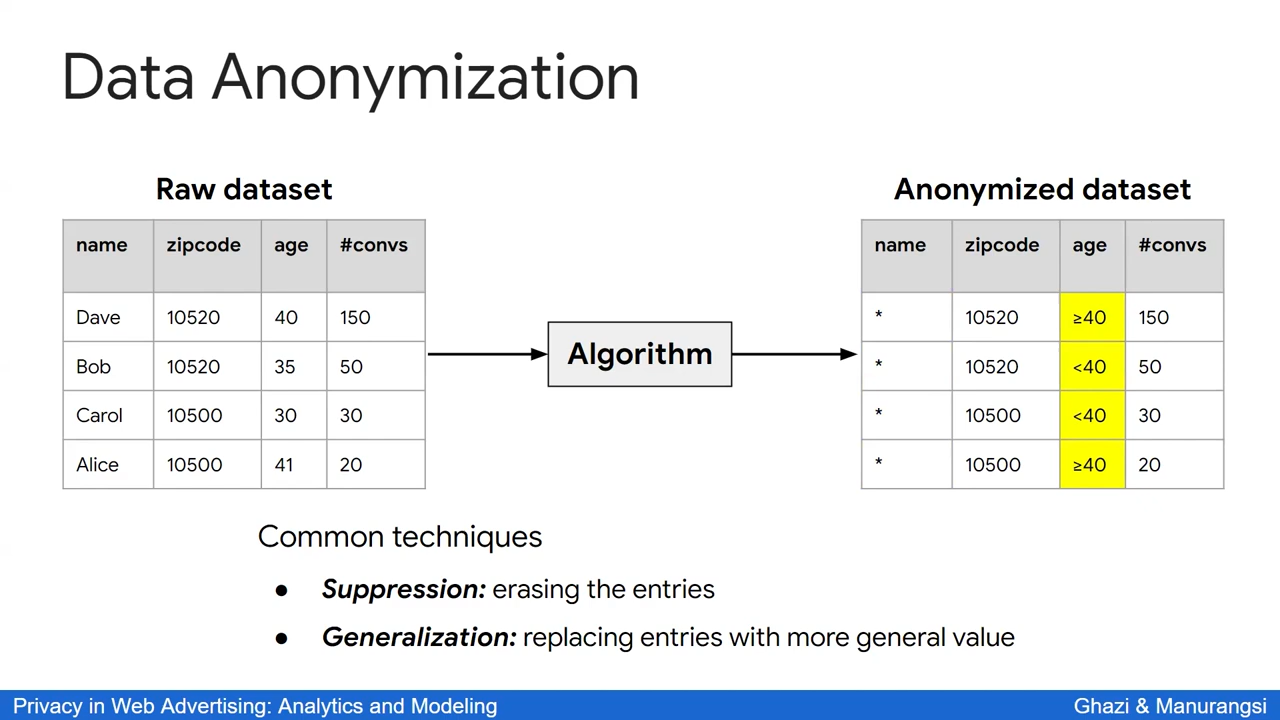 Data Anonymization
Raw dataset
name zipcode age #convs
Dave 10520 40 150
Bob 10520 35 50
Carol 10500 30 30
Alice 10500 41 20
Algorithm
Anonymized dataset
name zipcode age #convs
* 10520 ≥40 150
* 10520 <40 50
* 10500 <40 30
* 10500 ≥40 20
Common techniques
● Suppression: erasing the entries
● Generalization: replacing entries with more general value
Privacy in Web Advertising: Analytics and Modeling
Ghazi & Manurangsi